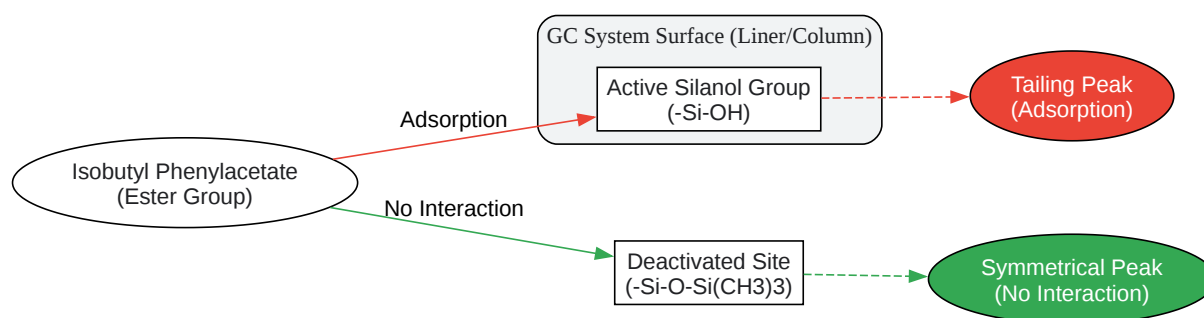 GC System Surface (Liner/Column)
Active Silanol Group
(-Si-OH)
Tailing Peak
(Adsorption)
Adsorption
Isobutyl Phenylacetate
(Ester Group)
No Interaction
Deactivated Site
(-Si-O-Si(CH3)3)
Symmetrical Peak
(No Interaction)